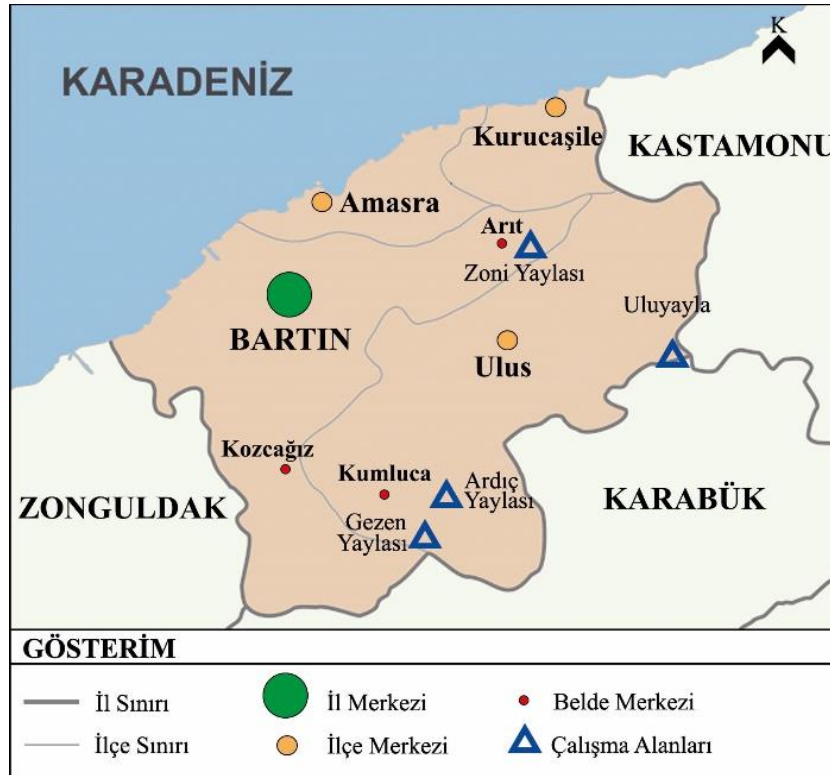 K
KARADENİZ
Kurucaşile
KASTAMONU
Amasra
Arıt
Zoni Yaylası
Uluyayla
BARTIN
Ulus
Kozcağız
Kumluca
Ardıç
Yaylası
ZONGULDAK
KARABÜK
Gezen
Yaylası
GÖSTERİM
İl Sınırı
İl Merkezi
Belde Merkezi
İlçe Sınırı
İlçe Merkezi
Çalışma Alanları